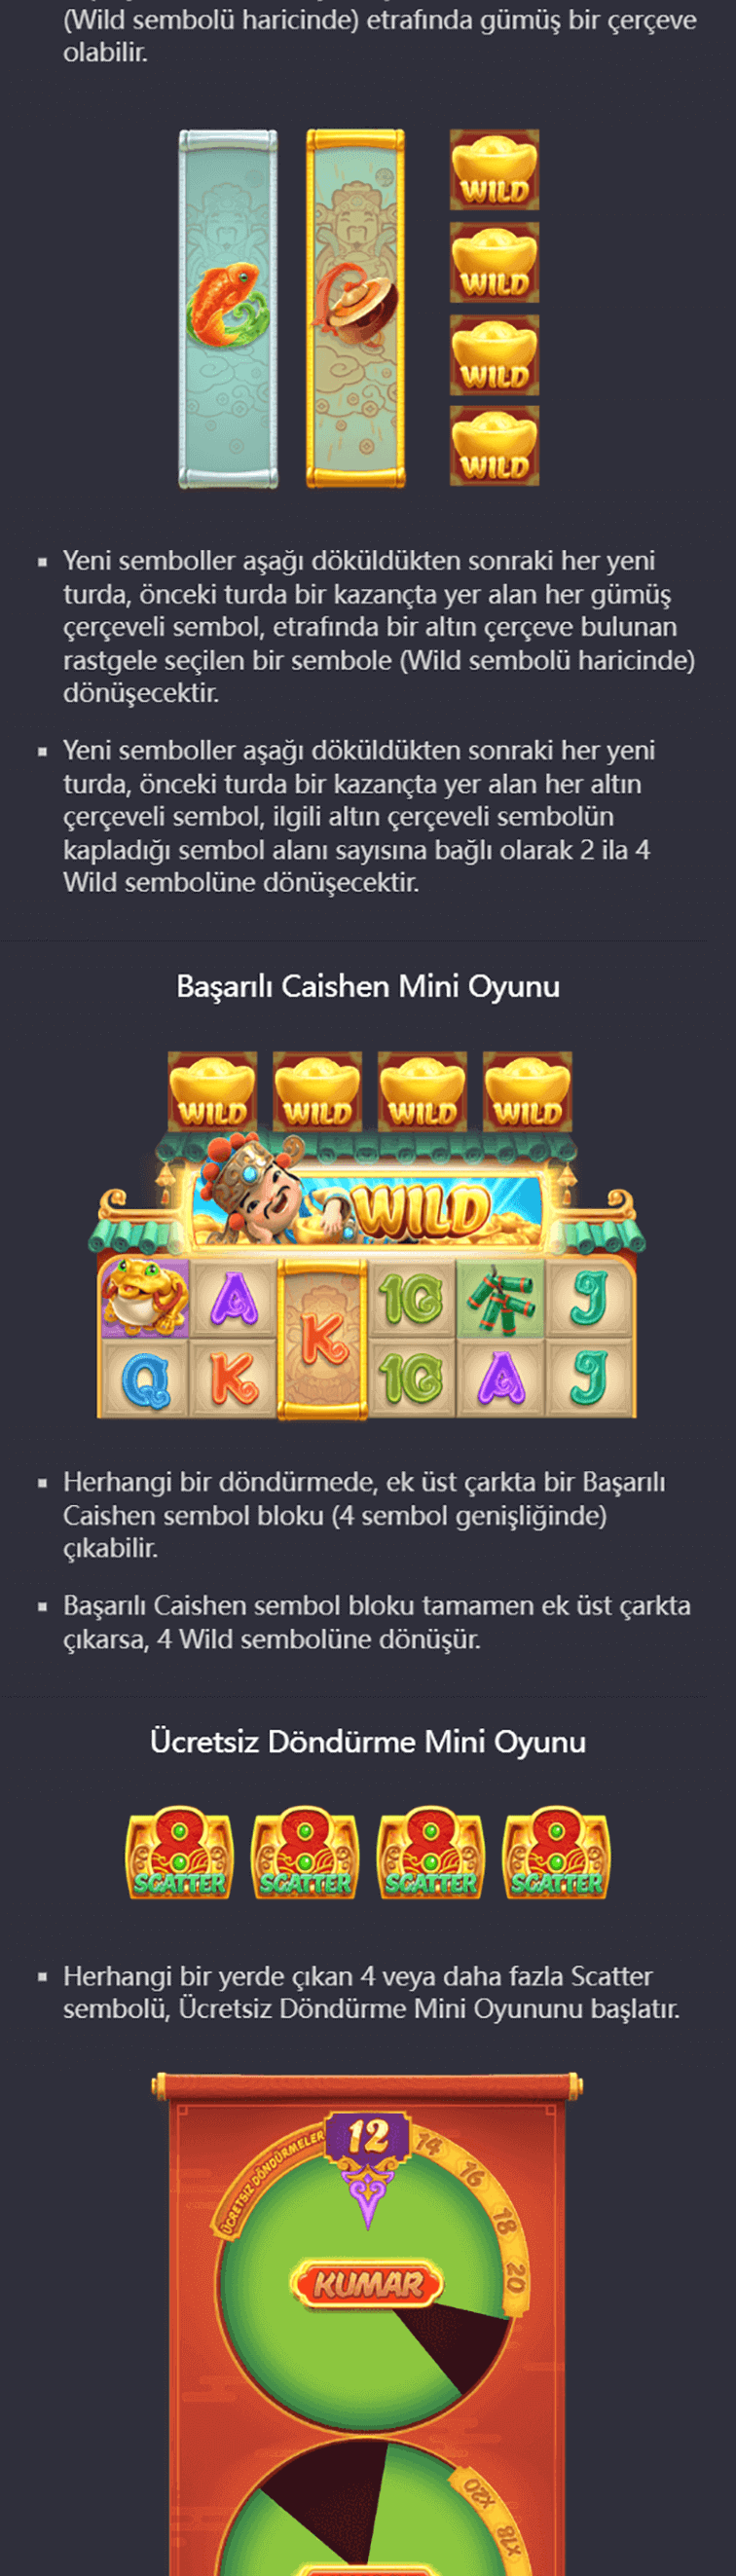 (Wild sembolü haricinde) etrafında gümüş bir çerçeve
olabilir.
WILD
WILD
WILD
WILD
▪ Yeni semboller aşağı döküldükten sonraki her yeni
turda, önceki turda bir kazançta yer alan her gümüş
çerçeveli sembol, etrafında bir altın çerçeve bulunan
rastgele seçilen bir sembole (Wild sembolü haricinde)
dönüşecektir.
▪ Yeni semboller aşağı döküldükten sonraki her yeni
turda, önceki turda bir kazançta yer alan her altın
çerçeveli sembol, ilgili altın çerçeveli sembolün
kapladığı sembol alanı sayısına bağlı olarak 2 ila 4
Wild sembolüne dönüşecektir.
Başarılı Caishen Mini Oyunu
WILD WILD WILD WILD
WILD
A K 10 J
Q K 10 A J
▪ Herhangi bir döndürmede, ek üst çarkta bir Başarılı
Caishen sembol bloku (4 sembol genişliğinde)
çıkabilir.
▪ Başarılı Caishen sembol bloku tamamen ek üst çarkta
çıkarsa, 4 Wild sembolüne dönüşür.
Ücretsiz Döndürme Mini Oyunu
8 8 8 8
SCATTER SCATTER SCATTER SCATTER
▪ Herhangi bir yerde çıkan 4 veya daha fazla Scatter
sembolü, Ücretsiz Döndürme Mini Oyununu başlatır.
ÜCRETSİZ DÖNDÜRMELER 12 14 16 18 20
KUMAR
x20 x18